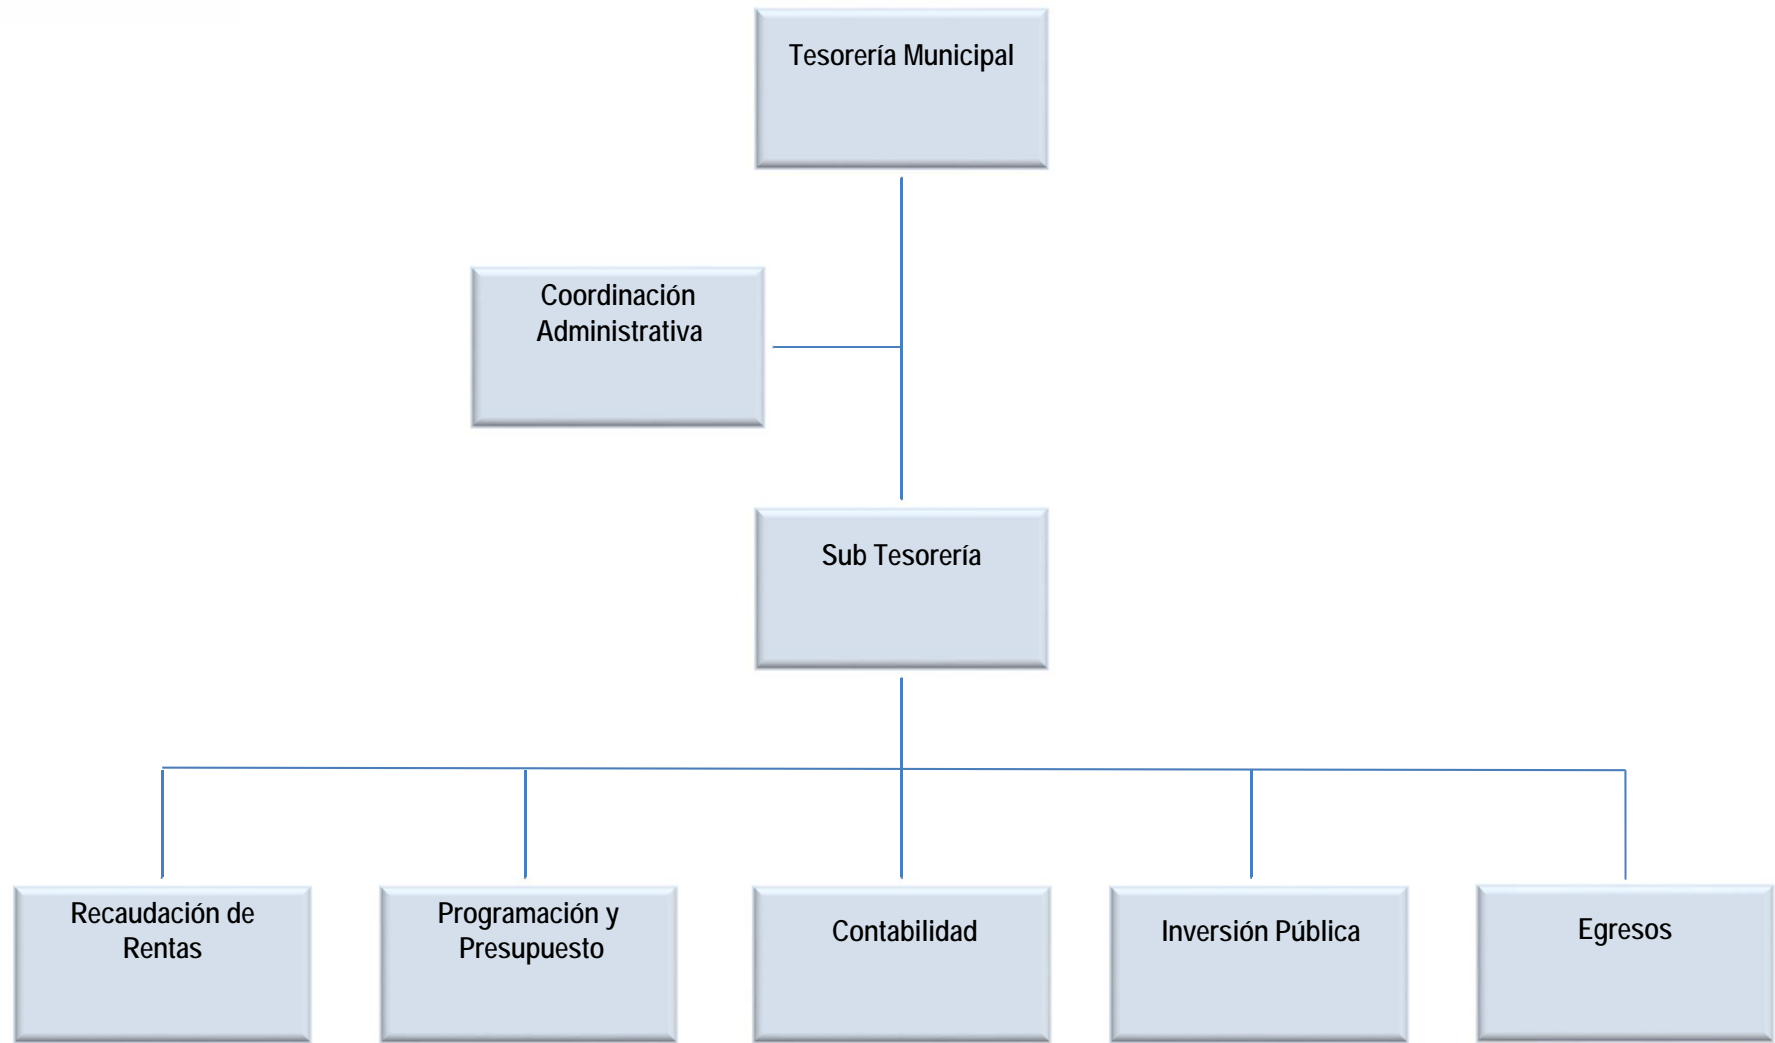 Tesorería Municipal
Coordinación
Administrativa
Sub Tesorería
Recaudación de
Rentas
Programación y
Presupuesto
Contabilidad
Inversión Pública
Egresos